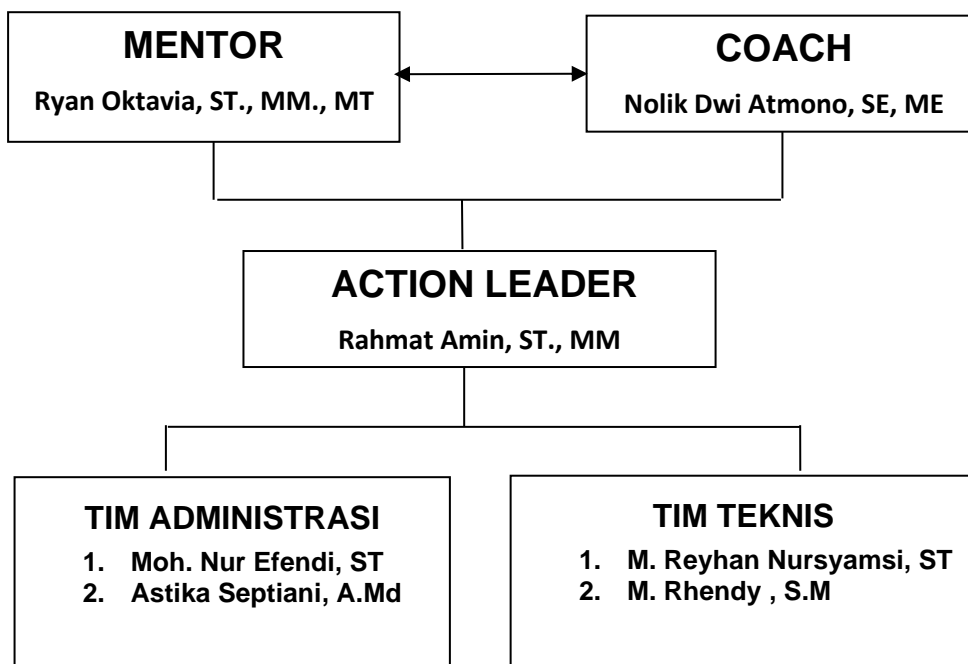 MENTOR
Ryan Oktavia, ST., MM., MT
COACH
Nolik Dwi Atmono, SE, ME
ACTION LEADER
Rahmat Amin, ST., MM
TIM ADMINISTRASI
1. Moh. Nur Efendi, ST
2. Astika Septiani, A.Md
TIM TEKNIS
1. M. Reyhan Nursyamsi, ST
2. M. Rhendy , S.M